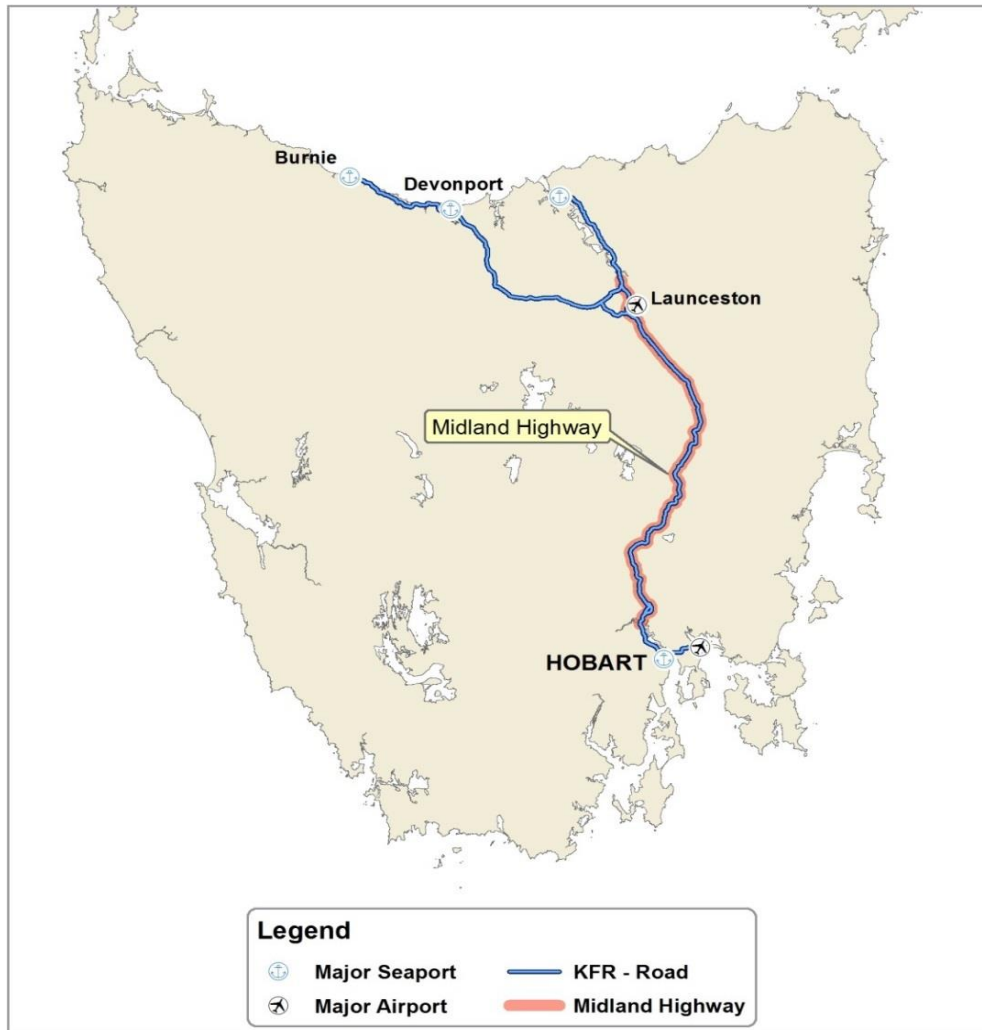 Burnie
Devonport
Launceston
Midland Highway
HOBART
Legend
Major Seaport
KFR - Road
Major Airport
Midland Highway